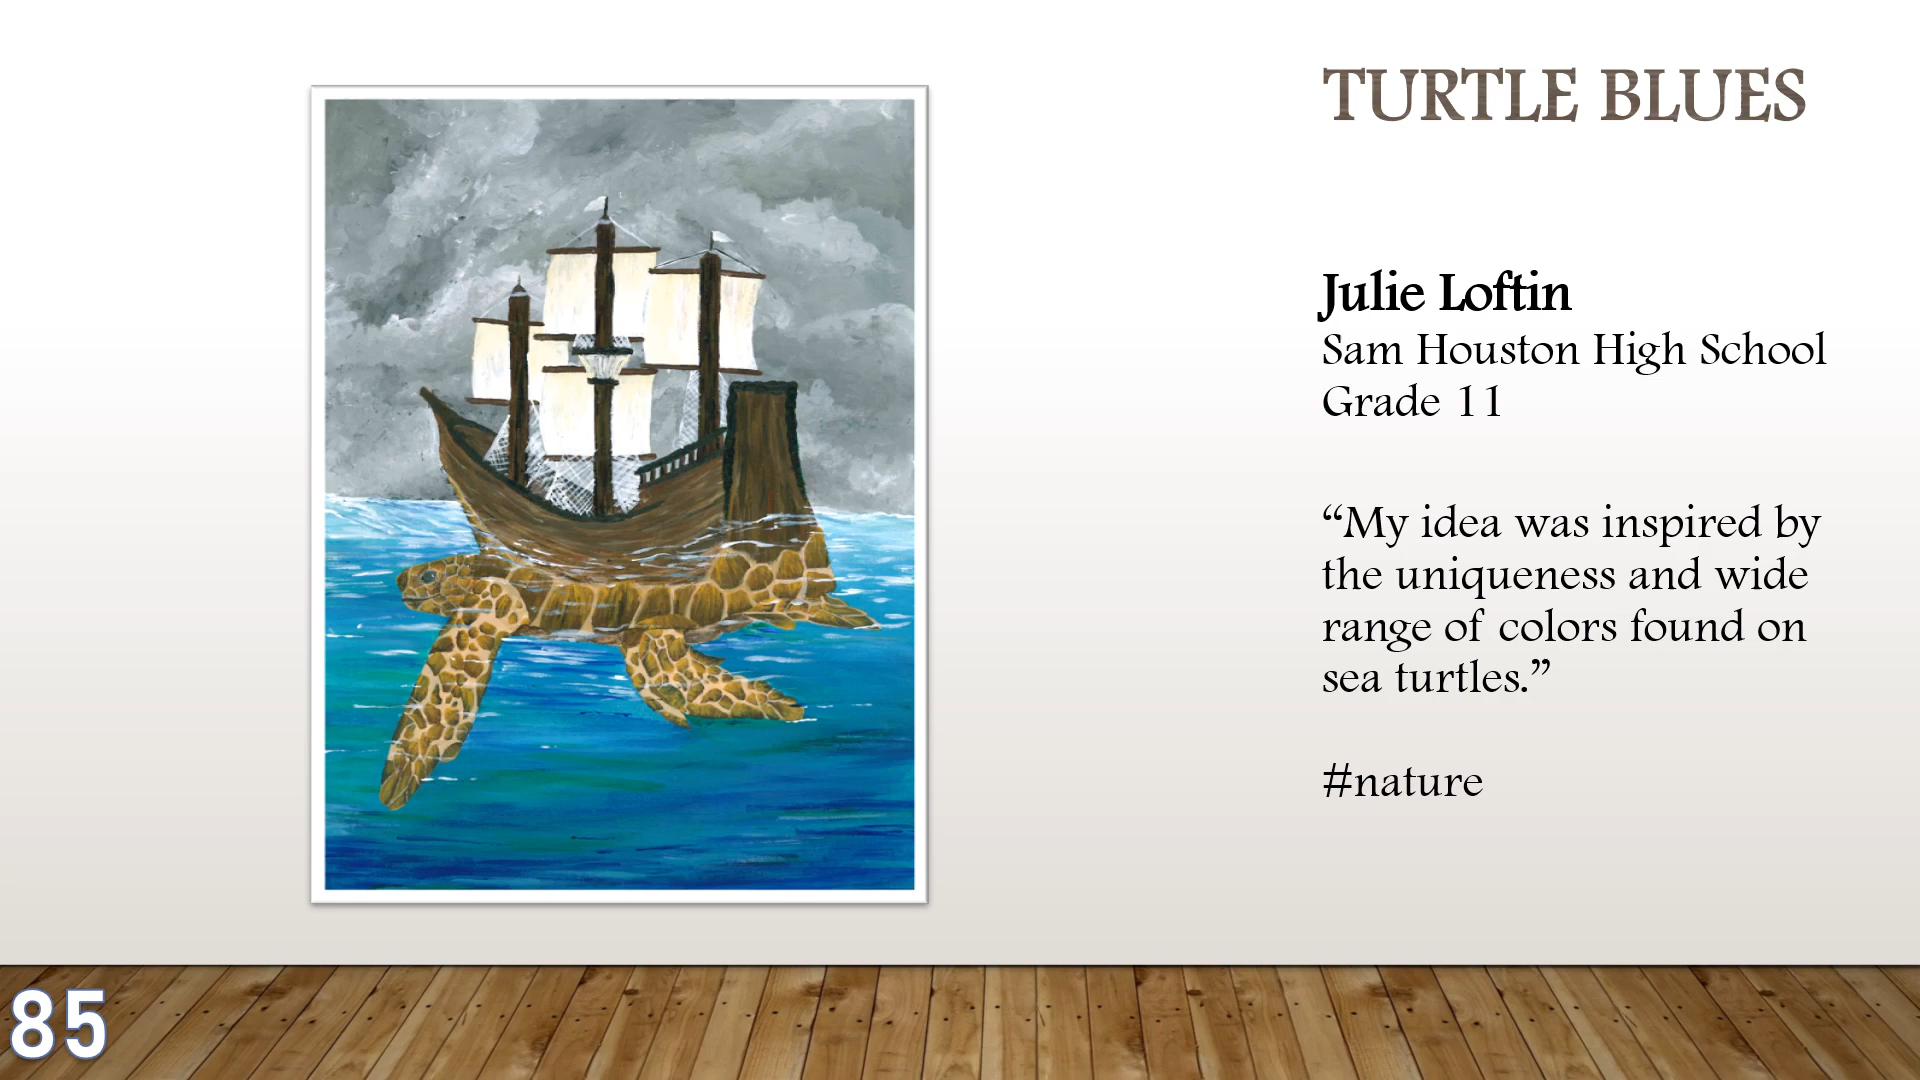 TURTLE BLUES
Julie Loftin
Sam Houston High School
Grade 11
“My idea was inspired by
the uniqueness and wide
range of colors found on
sea turtles.”
#nature
85